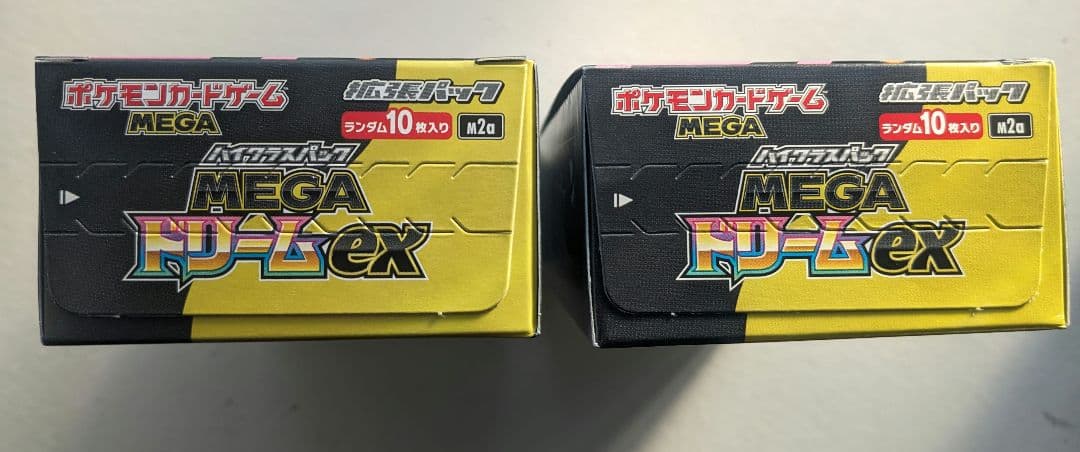 ポケモンカードゲーム
MEGA
拡張パック
ランダム10枚入り
M2a
ハイクラスパック
MEGA
ドリームex
ポケモンカードゲーム
MEGA
拡張パック
ランダム10枚入り
M2a
ハイクラスパック
MEGA
ドリームex